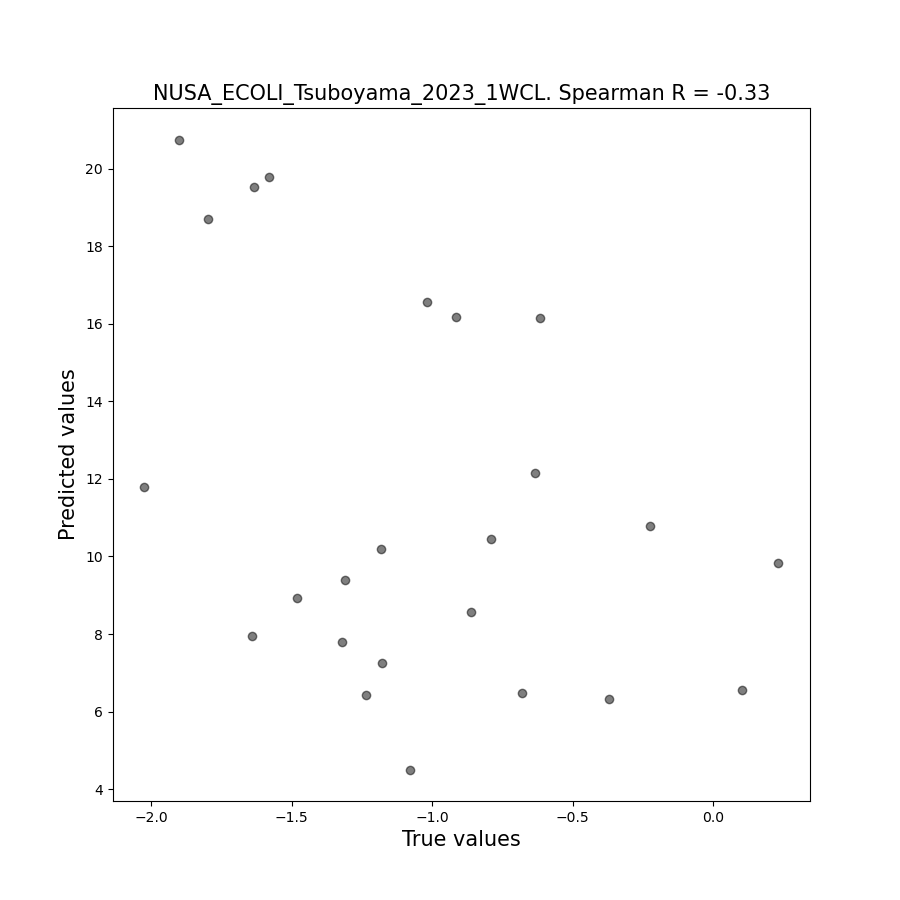 NUSA_ECOLI_Tsuboyama_2023_1WCL. Spearman R = -0.33
Predicted values
20
18
16
14
12
10
8
6
4
−2.0 −1.5 −1.0 −0.5 0.0
True values